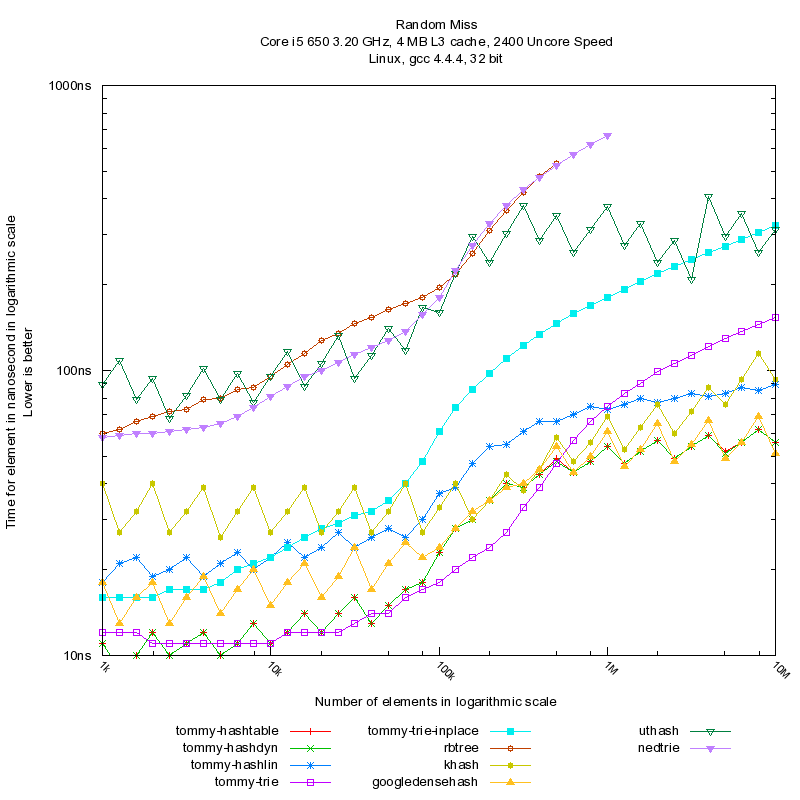 Random Miss
Core i5 650 3.20 GHz, 4 MB L3 cache, 2400 Uncore Speed
Linux, gcc 4.4.4, 32 bit
1000ns
100ns
10ns
Time for element in nanosecond in logarithmic scale
Lower is better
1k
10k
100k
1M
10M
Number of elements in logarithmic scale
tommy-hashtable
tommy-hashdyn
tommy-hashlin
tommy-trie
tommy-trie-inplace
rbtree
khash
googledensehash
uthash
nedtrie